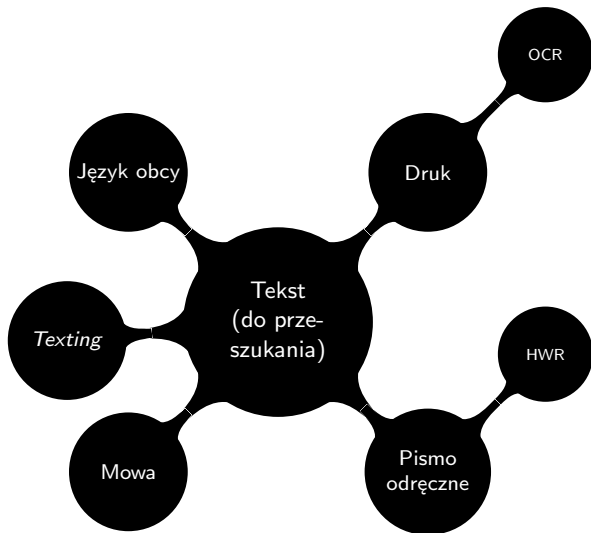 OCR
Język obcy
Druk
Tekst
(do prze-
szukania)
Texting
HWR
Mowa
Pismo
odręczne